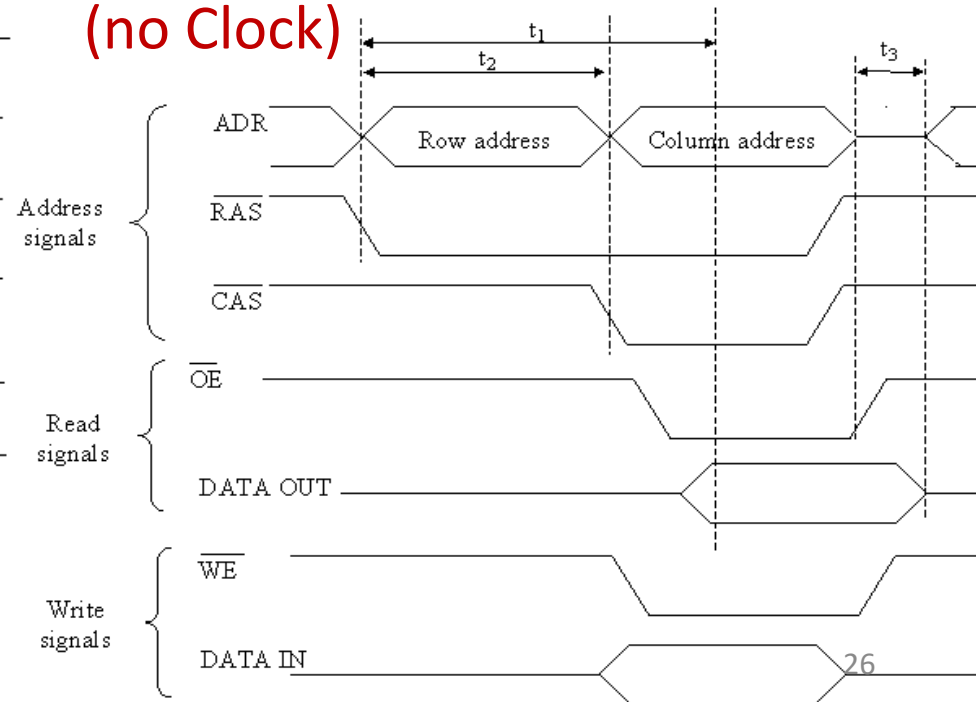 (no Clock)
t1
t2
t3
ADR
Row address
Column address
Address
signals
RAS
CAS
OE
Read
signals
DATA OUT
WE
Write
signals
DATA IN
26